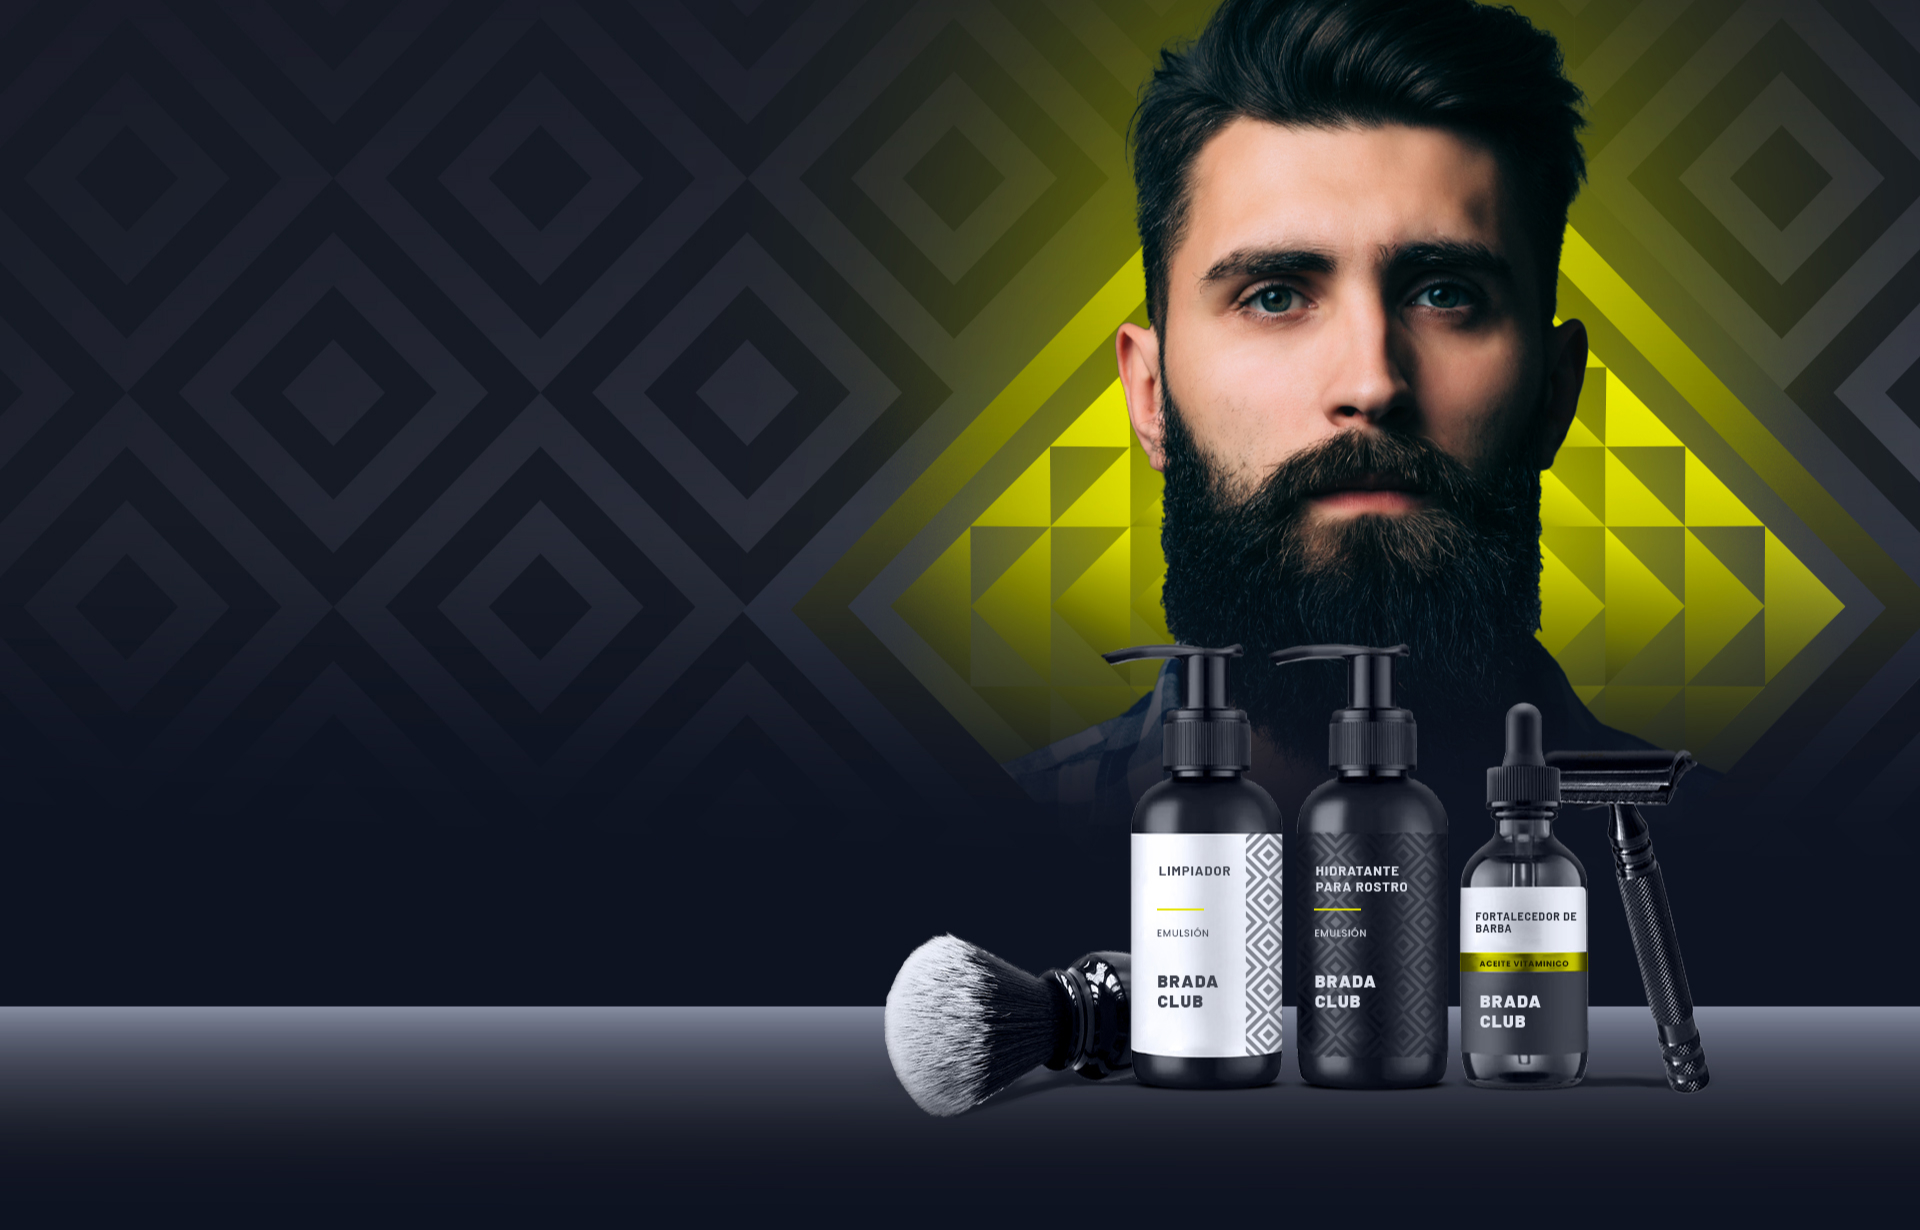 LIMPIADOR
EMULSIÓN
BRADA
CLUB
HIDRATANTE
PARA ROSTRO
EMULSIÓN
BRADA
CLUB
FORTALECEDOR DE
BARBA
ACEITE VITAMINICO
BRADA
CLUB